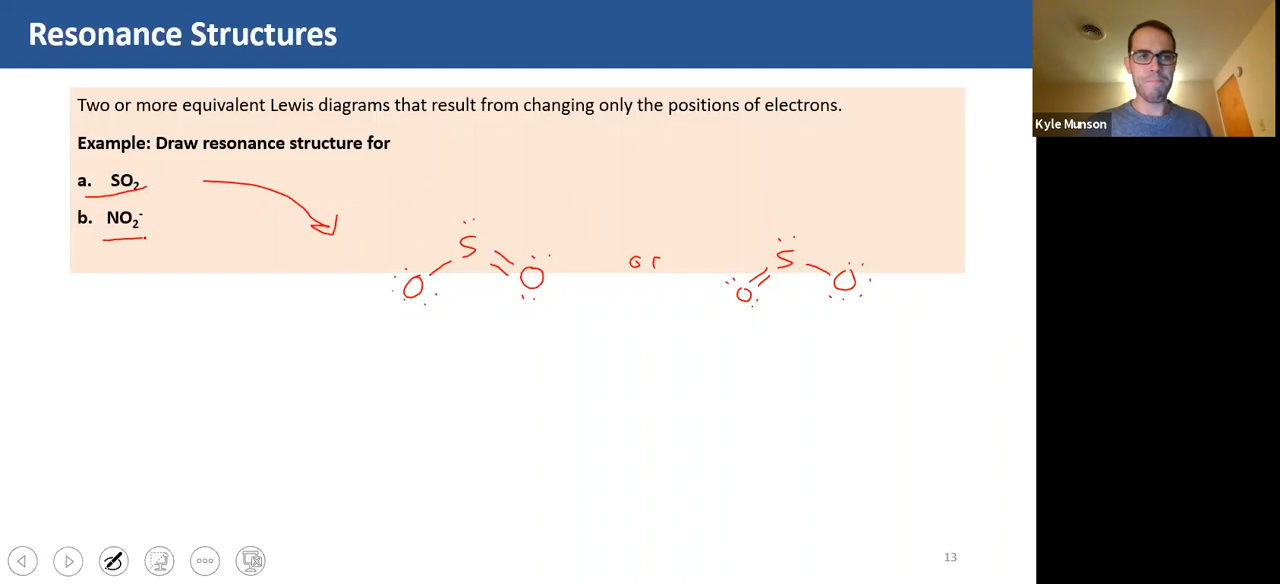 Resonance Structures
Kyle Munson
Two or more equivalent Lewis diagrams that result from changing only the positions of electrons.
Example: Draw resonance structure for
a. SO₂
b. NO₂⁻
S S
O O or O O
13